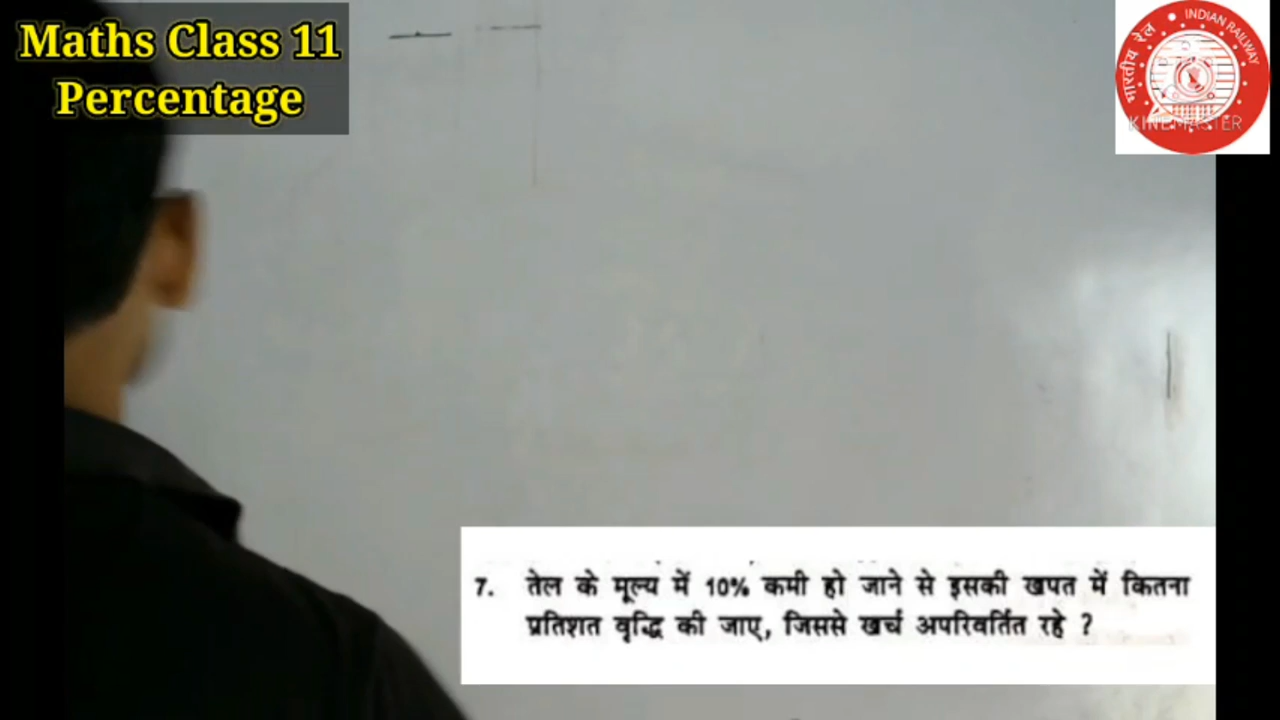 Maths Class 11
Percentage
भारतीय रेल
INDIAN RAILWAY
KINEMASTER
7. तेल के मूल्य में 10% कमी हो जाने से इसकी खपत में कितना
प्रतिशत वृद्धि की जाए, जिससे खर्च अपरिवर्तित रहे ?